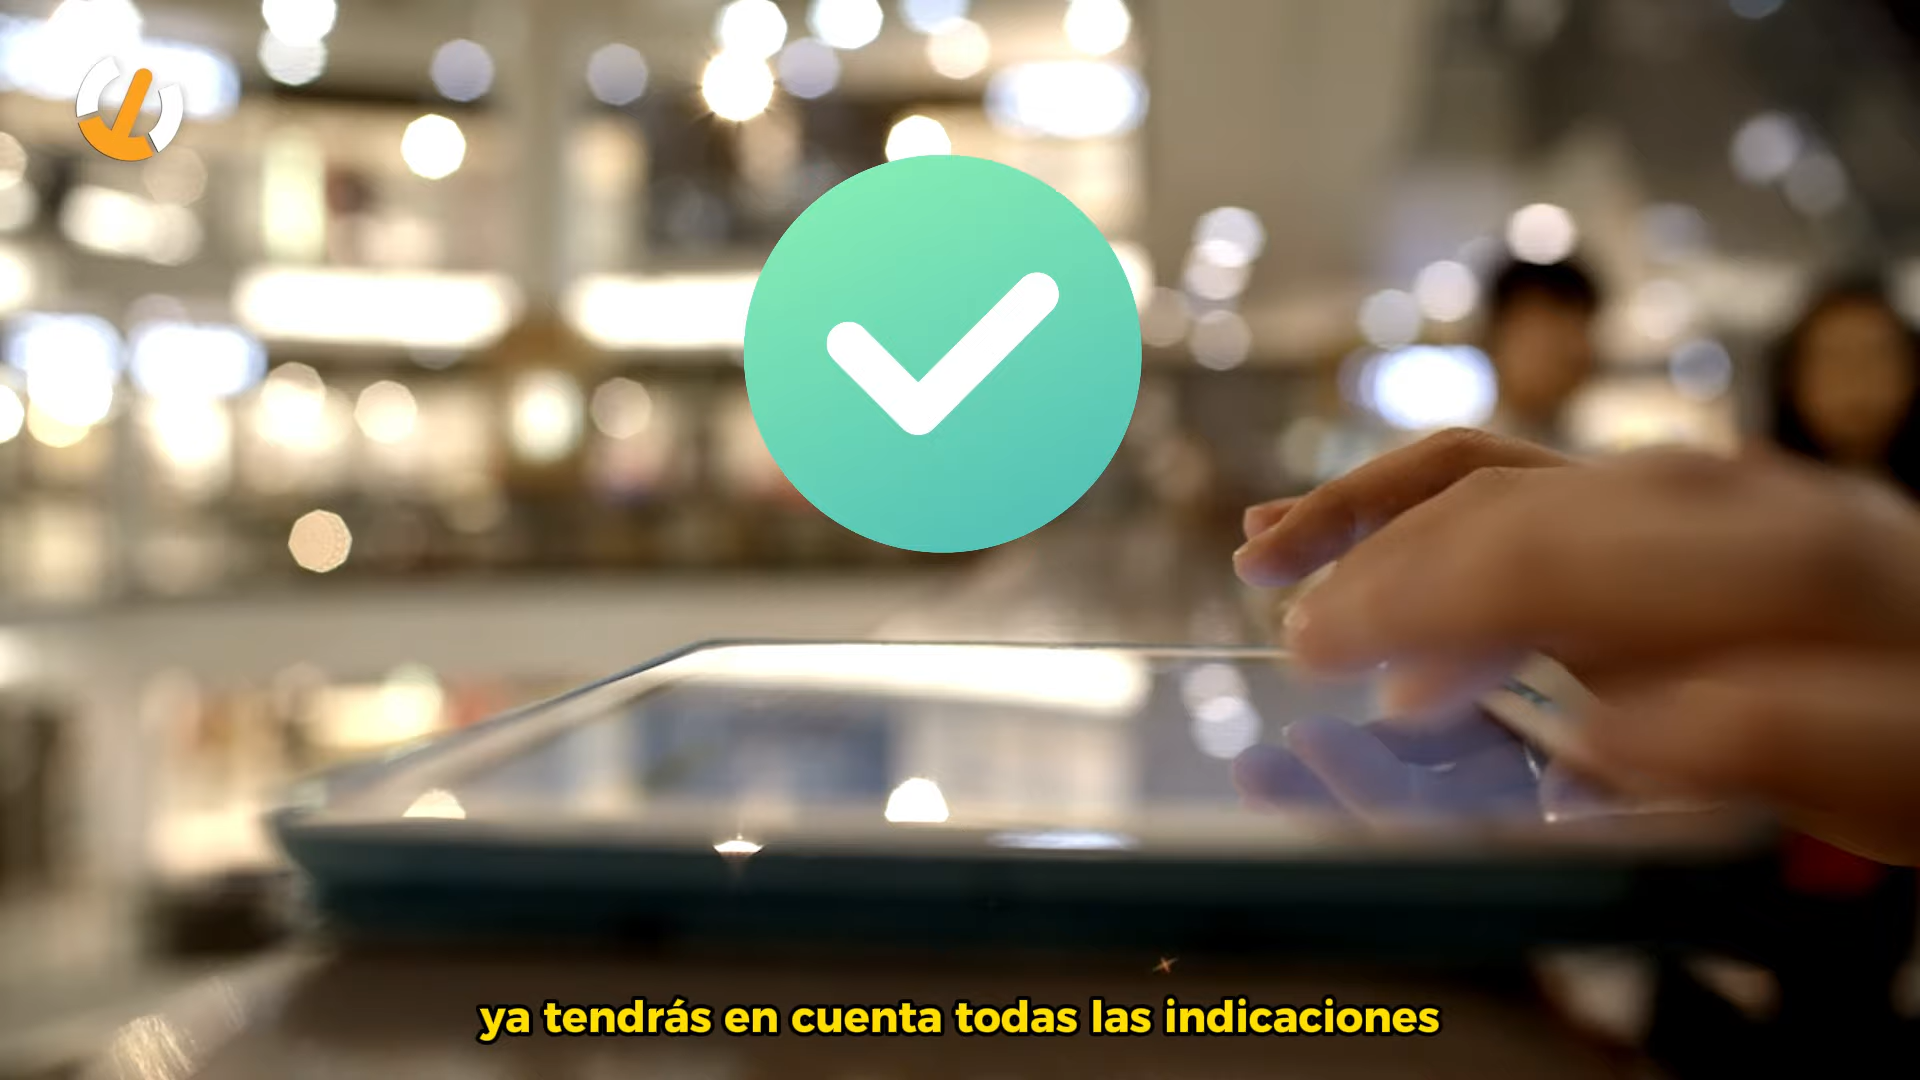 ya tendrás en cuenta todas las indicaciones